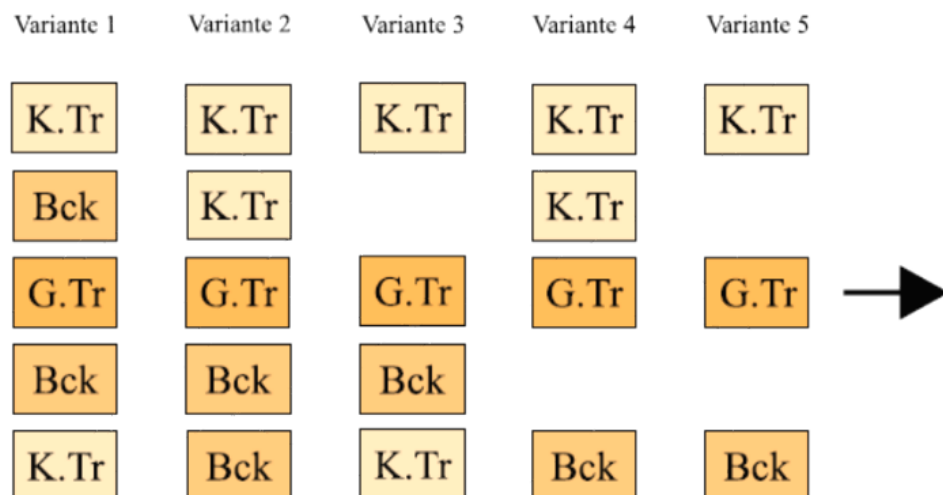 Variante 1 Variante 2 Variante 3 Variante 4 Variante 5
K.Tr K.Tr K.Tr K.Tr K.Tr
Bck K.Tr K.Tr
G.Tr G.Tr G.Tr G.Tr G.Tr
Bck Bck Bck
K.Tr Bck K.Tr Bck Bck